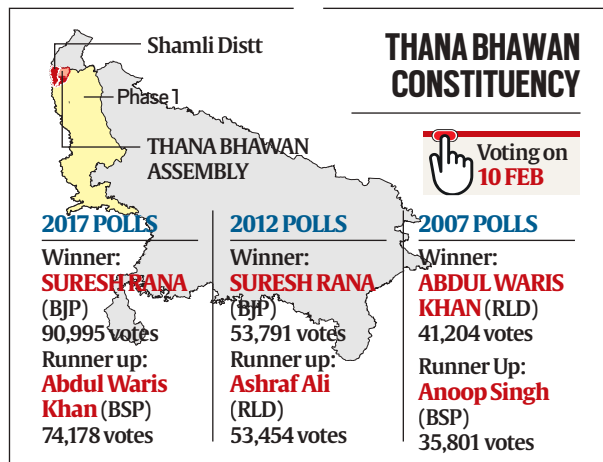 Shamli Distt
Phase 1
THANA BHAWAN
ASSEMBLY
THANA BHAWAN
CONSTITUENCY
Voting on
10 FEB
2017 POLLS
Winner:
SURESH RANA
(BJP)
90,995 votes
Runner up:
Abdul Waris
Khan (BSP)
74,178 votes
2012 POLLS
Winner:
SURESH RANA
(BJP)
53,791 votes
Runner up:
Ashraf Ali
(RLD)
53,454 votes
2007 POLLS
Winner:
ABDUL WARIS
KHAN (RLD)
41,204 votes
Runner Up:
Anoop Singh
(BSP)
35,801 votes